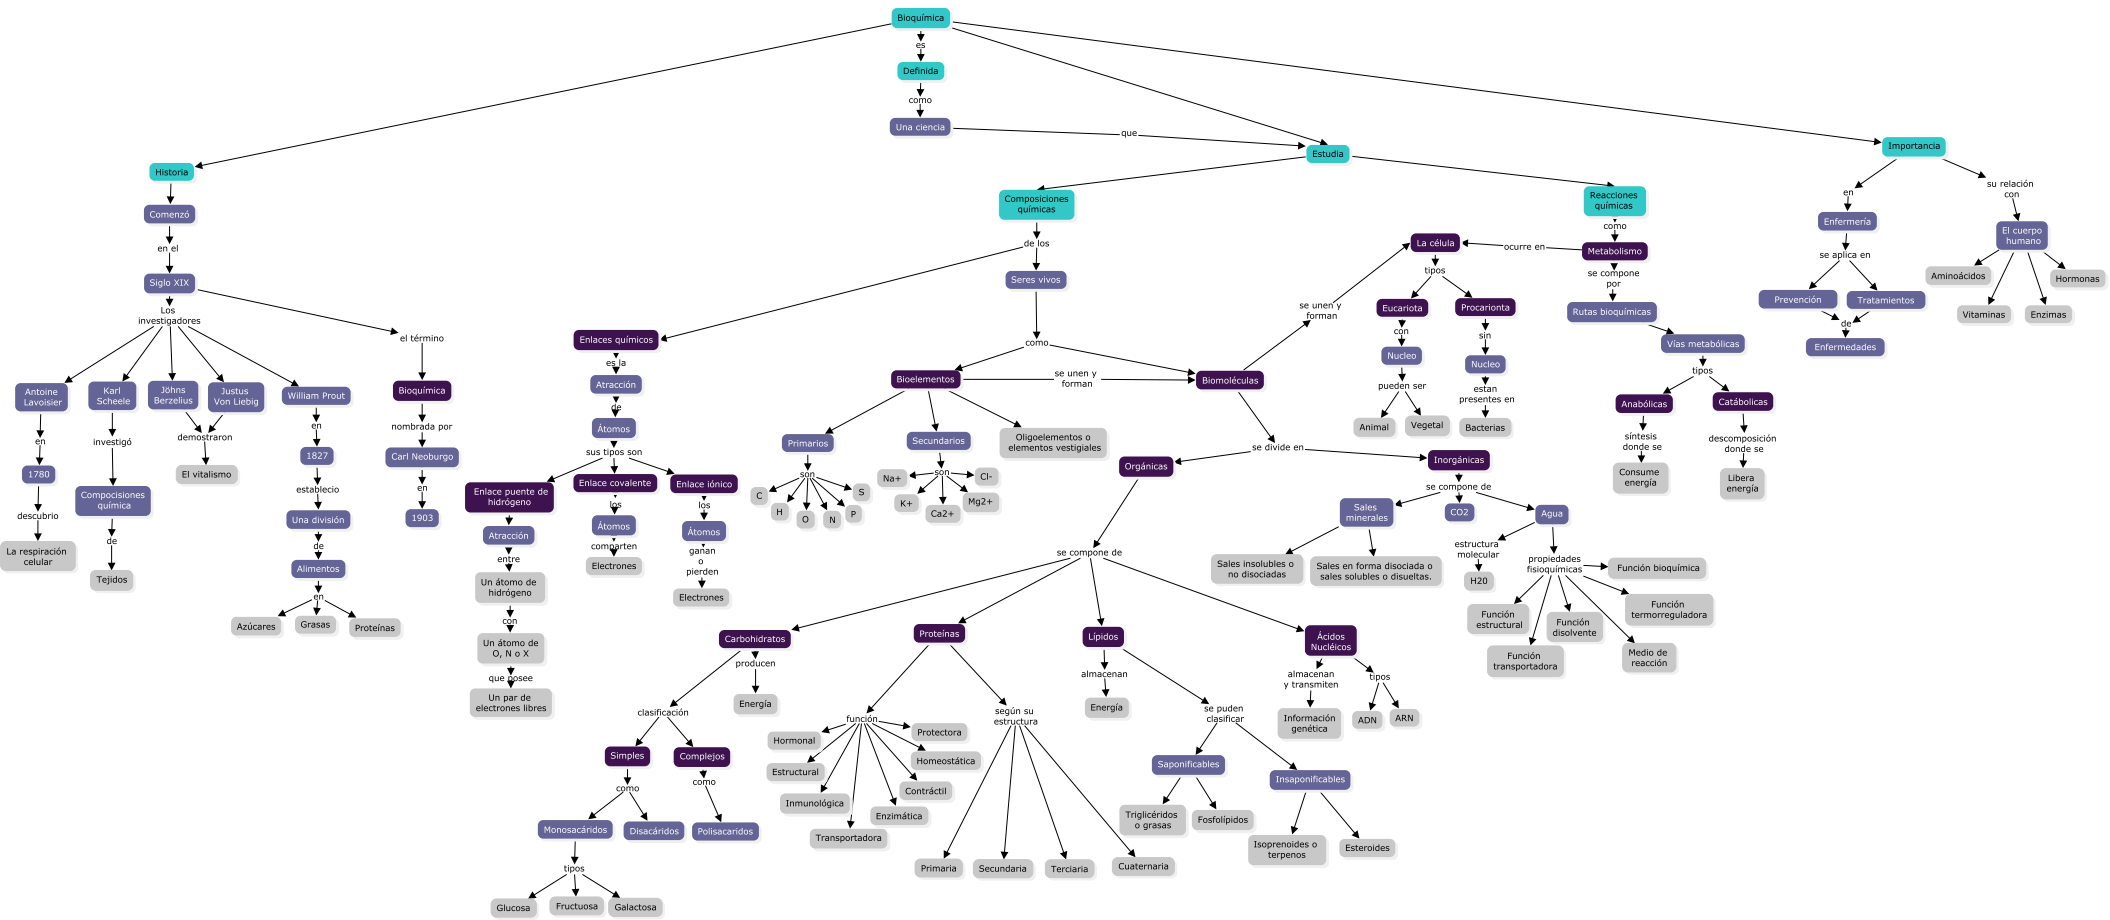 Bioquímica
es
Definida
como
Una ciencia
que
Estudia
Importancia
Historia
Comenzó
en el
Siglo XIX
Los
investigadores
el término
Antoine
Lavoisier
Karl
Scheele
Jöhns
Berzelius
Justus
Von Liebig
William Prout
Bioquímica
en
investigó
demostraron
en
nombrada por
1780
El vitalismo
1827
Carl Neoburgo
descubrio
Compocisiones
química
establecio
en
La respiración
celular
de
Una división
1903
Tejidos
de
Alimentos
en
Azúcares
Grasas
Proteínas
Composiciones
químicas
de los
Seres vivos
como
Enlaces químicos
es la
Atracción
de
Átomos
sus tipos son
Enlace puente de
hidrógeno
Enlace covalente
Enlace iónico
Atracción
los
los
Átomos
Átomos
entre
comparten
ganan
o
pierden
Un átomo de
hidrógeno
Electrones
Electrones
con
Un átomo de
O, N o X
que posee
Un par de
electrones libres
Bioelementos
se unen y
forman
Biomoléculas
Primarios
Secundarios
Oligoelementos o
elementos vestigiales
son
son
C
H
O
N
P
S
Na+
K+
Ca2+
Mg2+
Cl-
se unen y
forman
La célula
ocurre en
Reacciones
químicas
como
Metabolismo
tipos
se compone
por
Eucariota
Procarionta
Rutas bioquímicas
con
sin
Nucleo
Nucleo
Vías metabólicas
pueden ser
estan
presentes en
tipos
Animal
Vegetal
Bacterias
Anabólicas
Catábolicas
síntesis
donde se
descomposición
donde se
Consume
energía
Libera
energía
en
su relación
con
Enfermería
El cuerpo
humano
se aplica en
Aminoácidos
Hormonas
Prevención
Tratamientos
Vitaminas
Enzimas
de
Enfermedades
se divide en
Orgánicas
Inorgánicas
se compone de
Sales
minerales
CO2
Agua
Sales insolubles o
no disociadas
Sales en forma disociada o
sales solubles o disueltas.
estructura
molecular
H20
propiedades
fisioquímicas
Función bioquímica
Función
estructural
Función
disolvente
Función
termorreguladora
Función
transportadora
Medio de
reacción
se compone de
Carbohidratos
Proteínas
Lípidos
Ácidos
Nucléicos
producen
Energía
clasificación
Simples
Complejos
como
como
Monosacáridos
Disacáridos
Polisacaridos
tipos
Glucosa
Fructuosa
Galactosa
función
Hormonal
Protectora
Estructural
Homeostática
Inmunológica
Contráctil
Transportadora
Enzimática
según su
estructura
Primaria
Secundaria
Terciaria
Cuaternaria
almacenan
Energía
se puden
clasificar
Saponificables
Insaponificables
Triglicéridos
o grasas
Fosfolípidos
Isoprenoides o
terpenos
Esteroides
almacenan
y transmiten
tipos
Información
genética
ADN
ARN